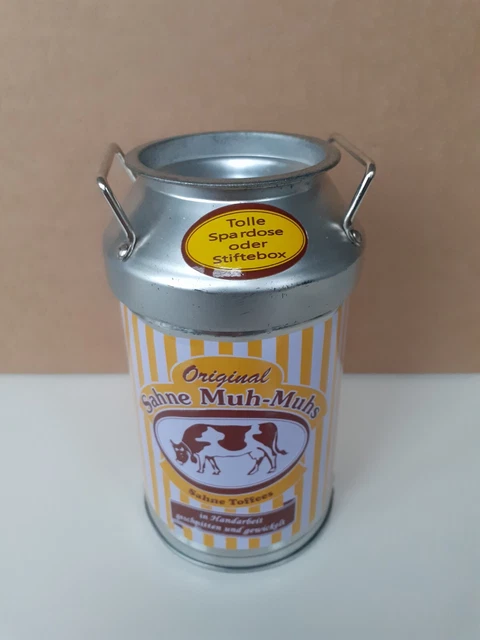 Tolle
Spardose
oder
Stiftebox
Original
Sahne Muh-Muhs
Sahne Toffees
in Handarbeit
geschnitten und gewickelt